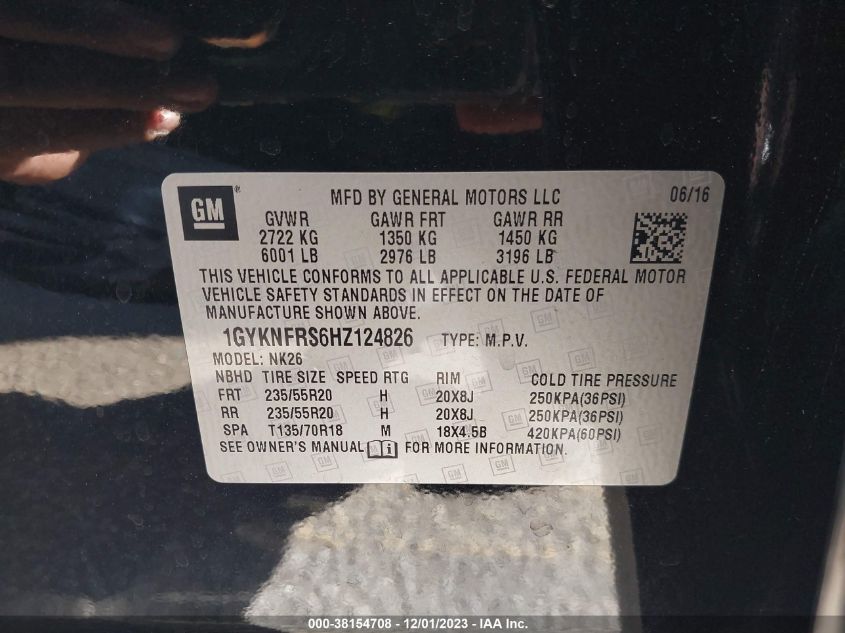 GM ® MFD BY GENERAL MOTORS LLC 06/16
GVWR GAWR FRT GAWR RR
2722 KG 1350 KG 1450 KG
6001 LB 2976 LB 3196 LB
THIS VEHICLE CONFORMS TO ALL APPLICABLE U.S. FEDERAL MOTOR
VEHICLE SAFETY STANDARDS IN EFFECT ON THE DATE OF
MANUFACTURE SHOWN ABOVE.
1GYKNFRS6HZ124826 TYPE: M.P.V.
MODEL: NK26
NBHD TIRE SIZE SPEED RTG RIM COLD TIRE PRESSURE
FRT 235/55R20 H 20X8J 250KPA(36PSI)
RR 235/55R20 H 20X8J 250KPA(36PSI)
SPA T135/70R18 M 18X4.5B 420KPA(60PSI)
SEE OWNER'S MANUAL i FOR MORE INFORMATION.
000-38154708 - 12/01/2023 - IAA Inc.